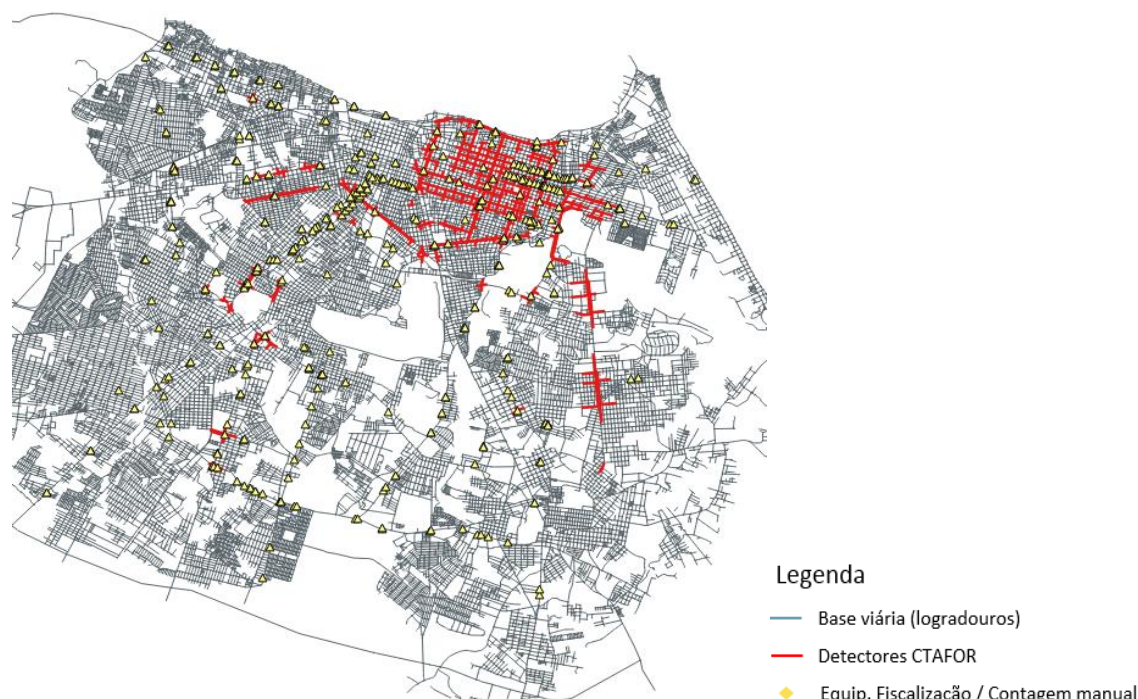 Legenda
Base viária (logradouros)
Detectores CTAFOR
Equip. Fiscalização / Contagem manual